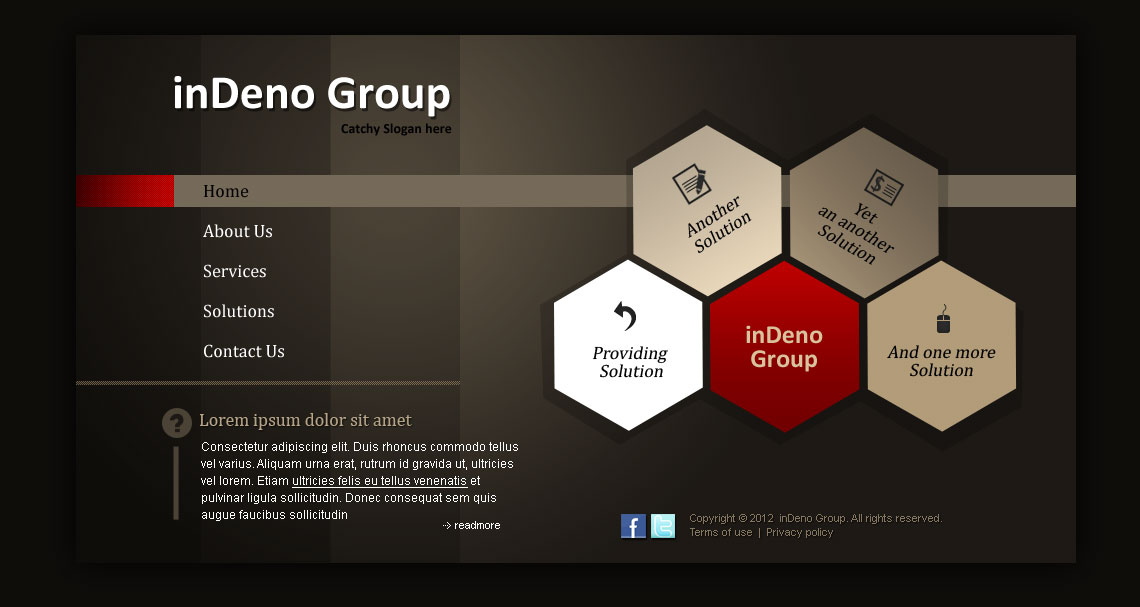 inDeno Group
Catchy Slogan here
Home
About Us
Services
Solutions
Contact Us
Another
Solution
Yet
an another
Solution
Providing
Solution
inDeno
Group
And one more
Solution
?
Lorem ipsum dolor sit amet
Consectetur adipiscing elit. Duis rhoncus commodo tellus
vel varius. Aliquam urna erat, rutrum id gravida ut, ultricies
vel lorem. Etiam ultricies felis eu tellus venenatis et
pulvinar ligula sollicitudin. Donec consequat sem quis
augue faucibus sollicitudin
readmore
f t
Copyright © 2012 inDeno Group. All rights reserved.
Terms of use | Privacy policy